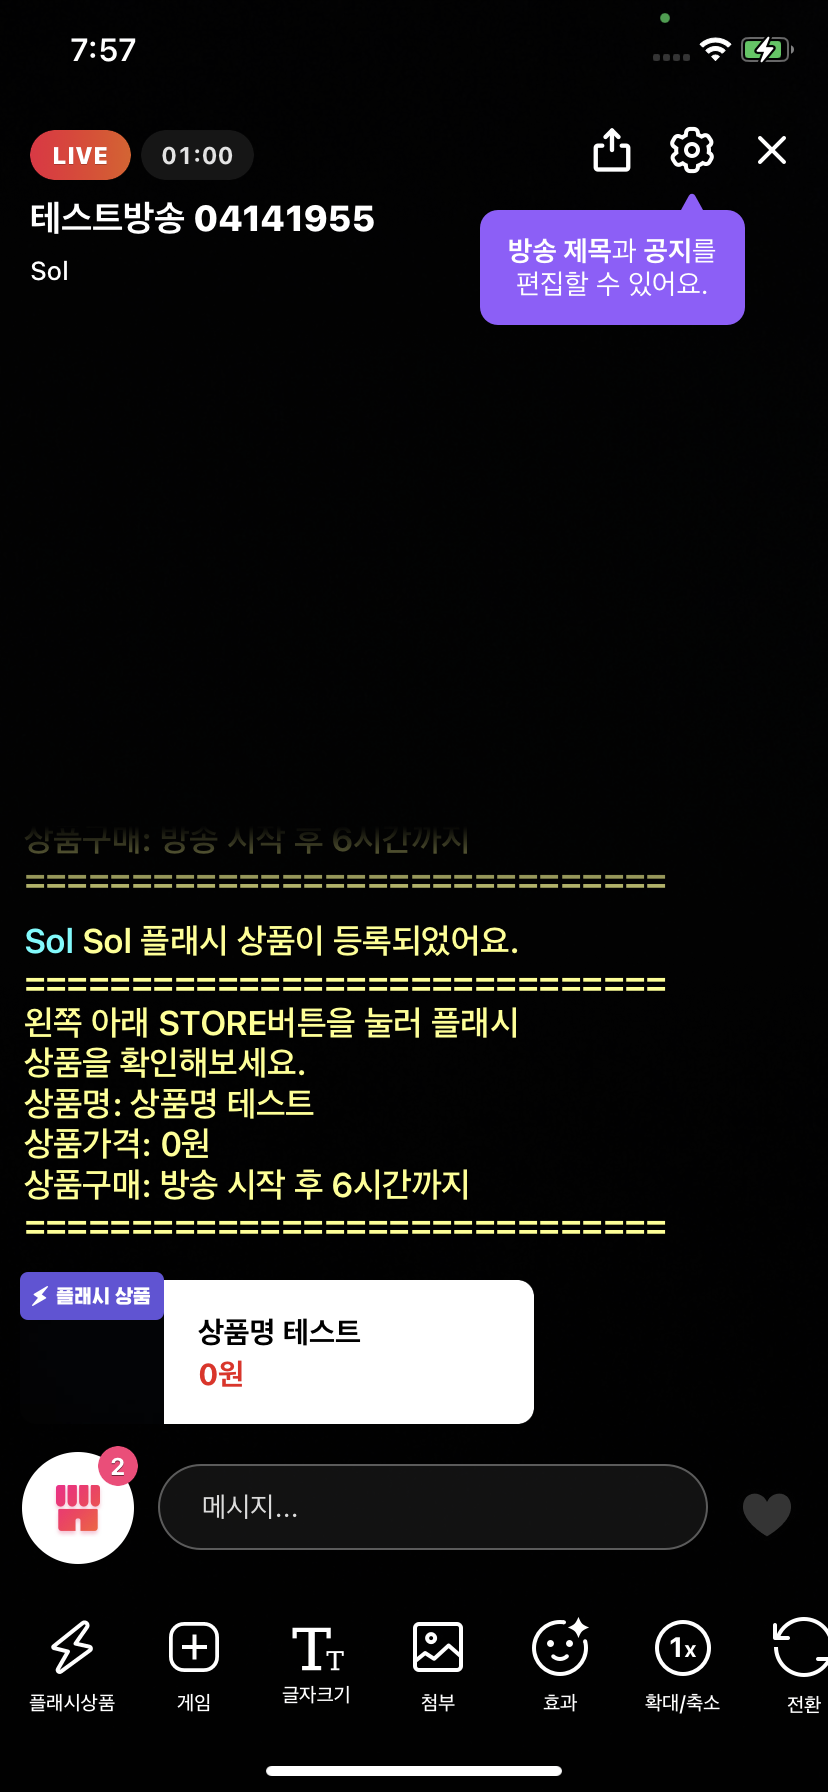 7:57
LIVE 01:00
테스트방송 04141955
Sol
방송 제목과 공지를
편집할 수 있어요.
상품구매: 방송 시작 후 6시간까지
==============================
Sol Sol 플래시 상품이 등록되었어요.
==============================
왼쪽 아래 STORE버튼을 눌러 플래시
상품을 확인해보세요.
상품명: 상품명 테스트
상품가격: 0원
상품구매: 방송 시작 후 6시간까지
==============================
플래시 상품
상품명 테스트
0원
2
메시지...
1x
플래시상품 게임 글자크기 첨부 효과 확대/축소 전환